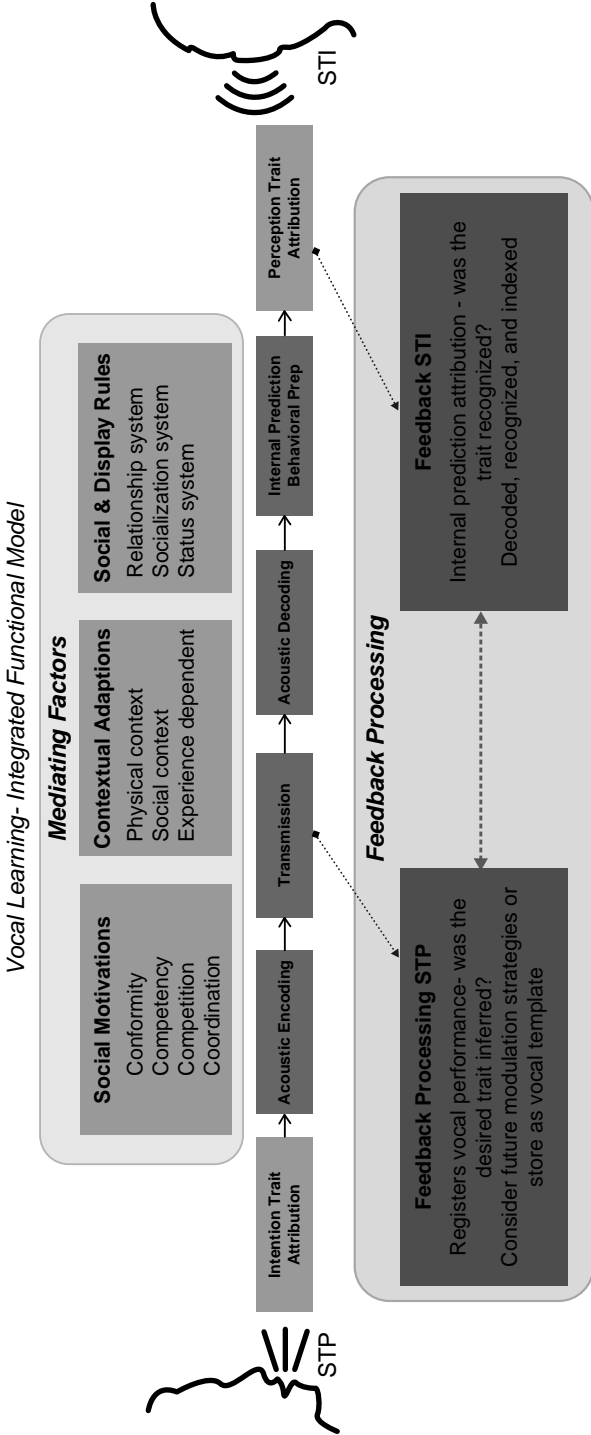 Vocal Learning- Integrated Functional Model
Mediating Factors
Social Motivations
Conformity
Competency
Competition
Coordination
Contextual Adaptions
Physical context
Social context
Experience dependent
Social & Display Rules
Relationship system
Socialization system
Status system
STP
Intention Trait
Attribution
Acoustic Encoding
Transmission
Acoustic Decoding
Internal Prediction
Behavioral Prep
Perception Trait
Attribution
STI
Feedback Processing
Feedback Processing STP
Registers vocal performance- was the
desired trait inferred?
Consider future modulation strategies or
store as vocal template
Feedback STI
Internal prediction attribution - was the
trait recognized?
Decoded, recognized, and indexed